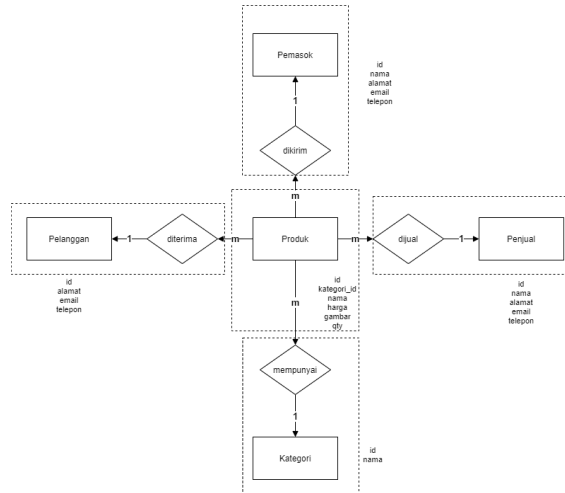 Pemasok
id
nama
alamat
email
telepon
1
dikirim
m
Pelanggan
1
diterima
m
Produk
m
dijual
1
Penjual
id
alamat
email
telepon
id
kategori_id
nama
harga
gambar
qty
id
nama
alamat
email
telepon
m
mempunyai
1
Kategori
id
nama